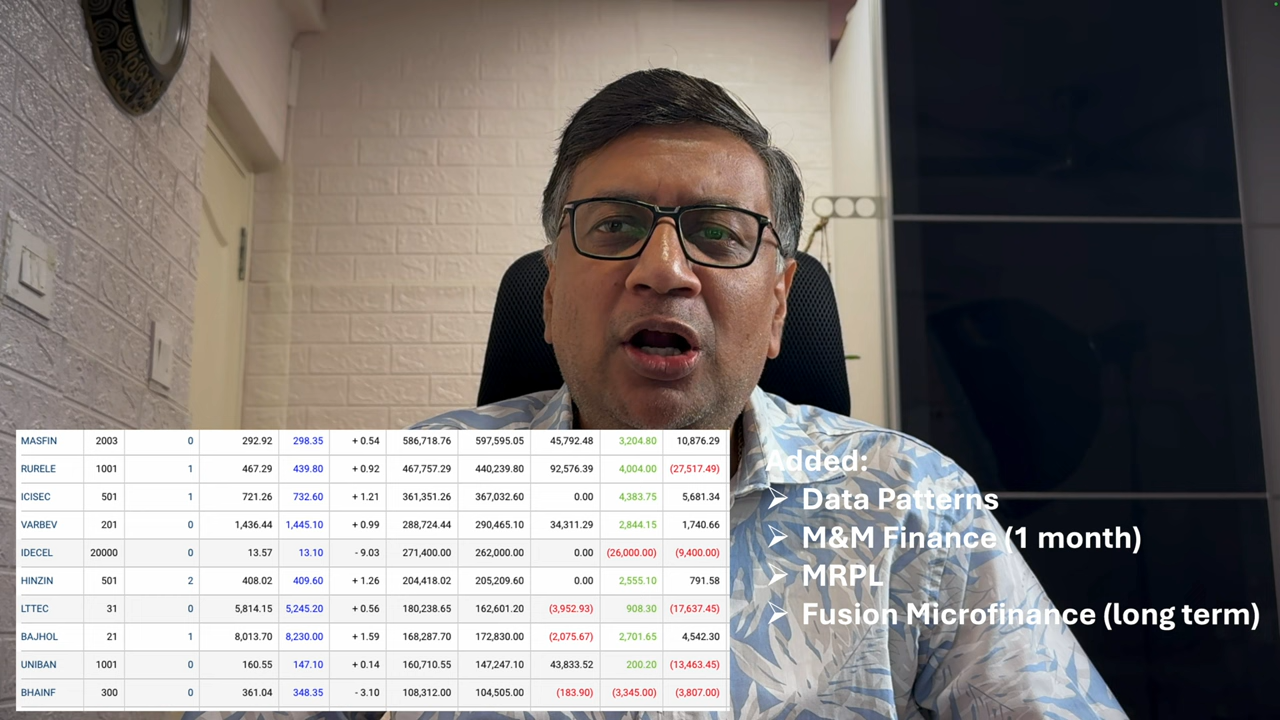 MASFIN 2003 0 292.92 298.35 + 0.54 586,718.76 597,595.05 45,792.48 3,204.80 10,876.29
RURELE 1001 1 467.29 439.80 + 0.92 467,757.29 440,239.80 92,576.39 4,004.00 (27,517.49)
ICISEC 501 1 721.26 732.60 + 1.21 361,351.26 367,032.60 0.00 4,383.75 5,681.34
VARBEV 201 0 1,436.44 1,445.10 + 0.99 288,724.44 290,465.10 34,311.29 2,844.15 1,740.66
IDECEL 20000 0 13.57 13.10 - 9.03 271,400.00 262,000.00 0.00 (26,000.00) (9,400.00)
HINZIN 501 2 408.02 409.60 + 1.26 204,418.02 205,209.60 0.00 2,555.10 791.58
LTTEC 31 0 5,814.15 5,245.20 + 0.56 180,238.65 162,601.20 (3,952.93) 908.30 (17,637.45)
BAJHOL 21 1 8,013.70 8,230.00 + 1.59 168,287.70 172,830.00 (2,075.67) 2,701.65 4,542.30
UNIBAN 1001 0 160.55 147.10 + 0.14 160,710.55 147,247.10 43,833.52 200.20 (13,463.45)
BHAINF 300 0 361.04 348.35 - 3.10 108,312.00 104,505.00 (183.90) (3,345.00) (3,807.00)
Added:
➢ Data Patterns
➢ M&M Finance (1 month)
➢ MRPL
➢ Fusion Microfinance (long term)